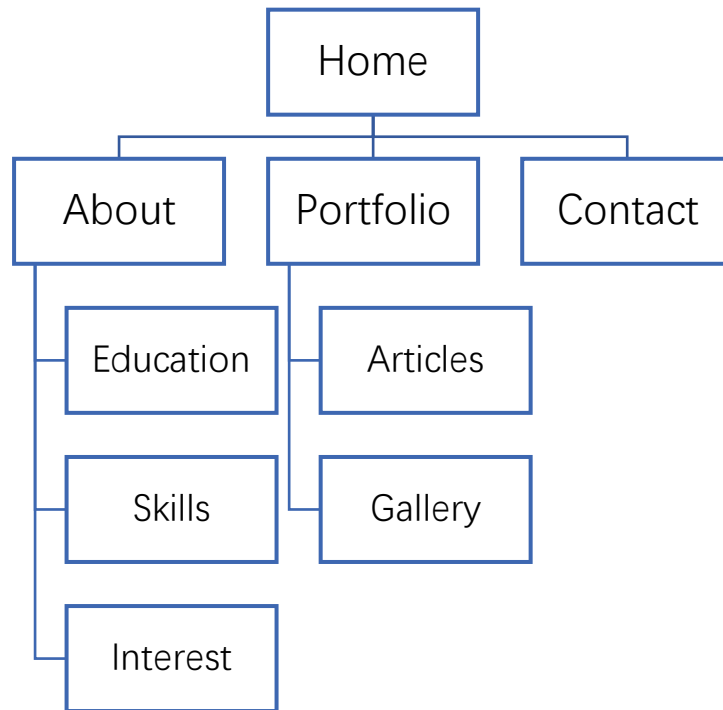 Home
About
Portfolio
Contact
Education
Articles
Skills
Gallery
Interest